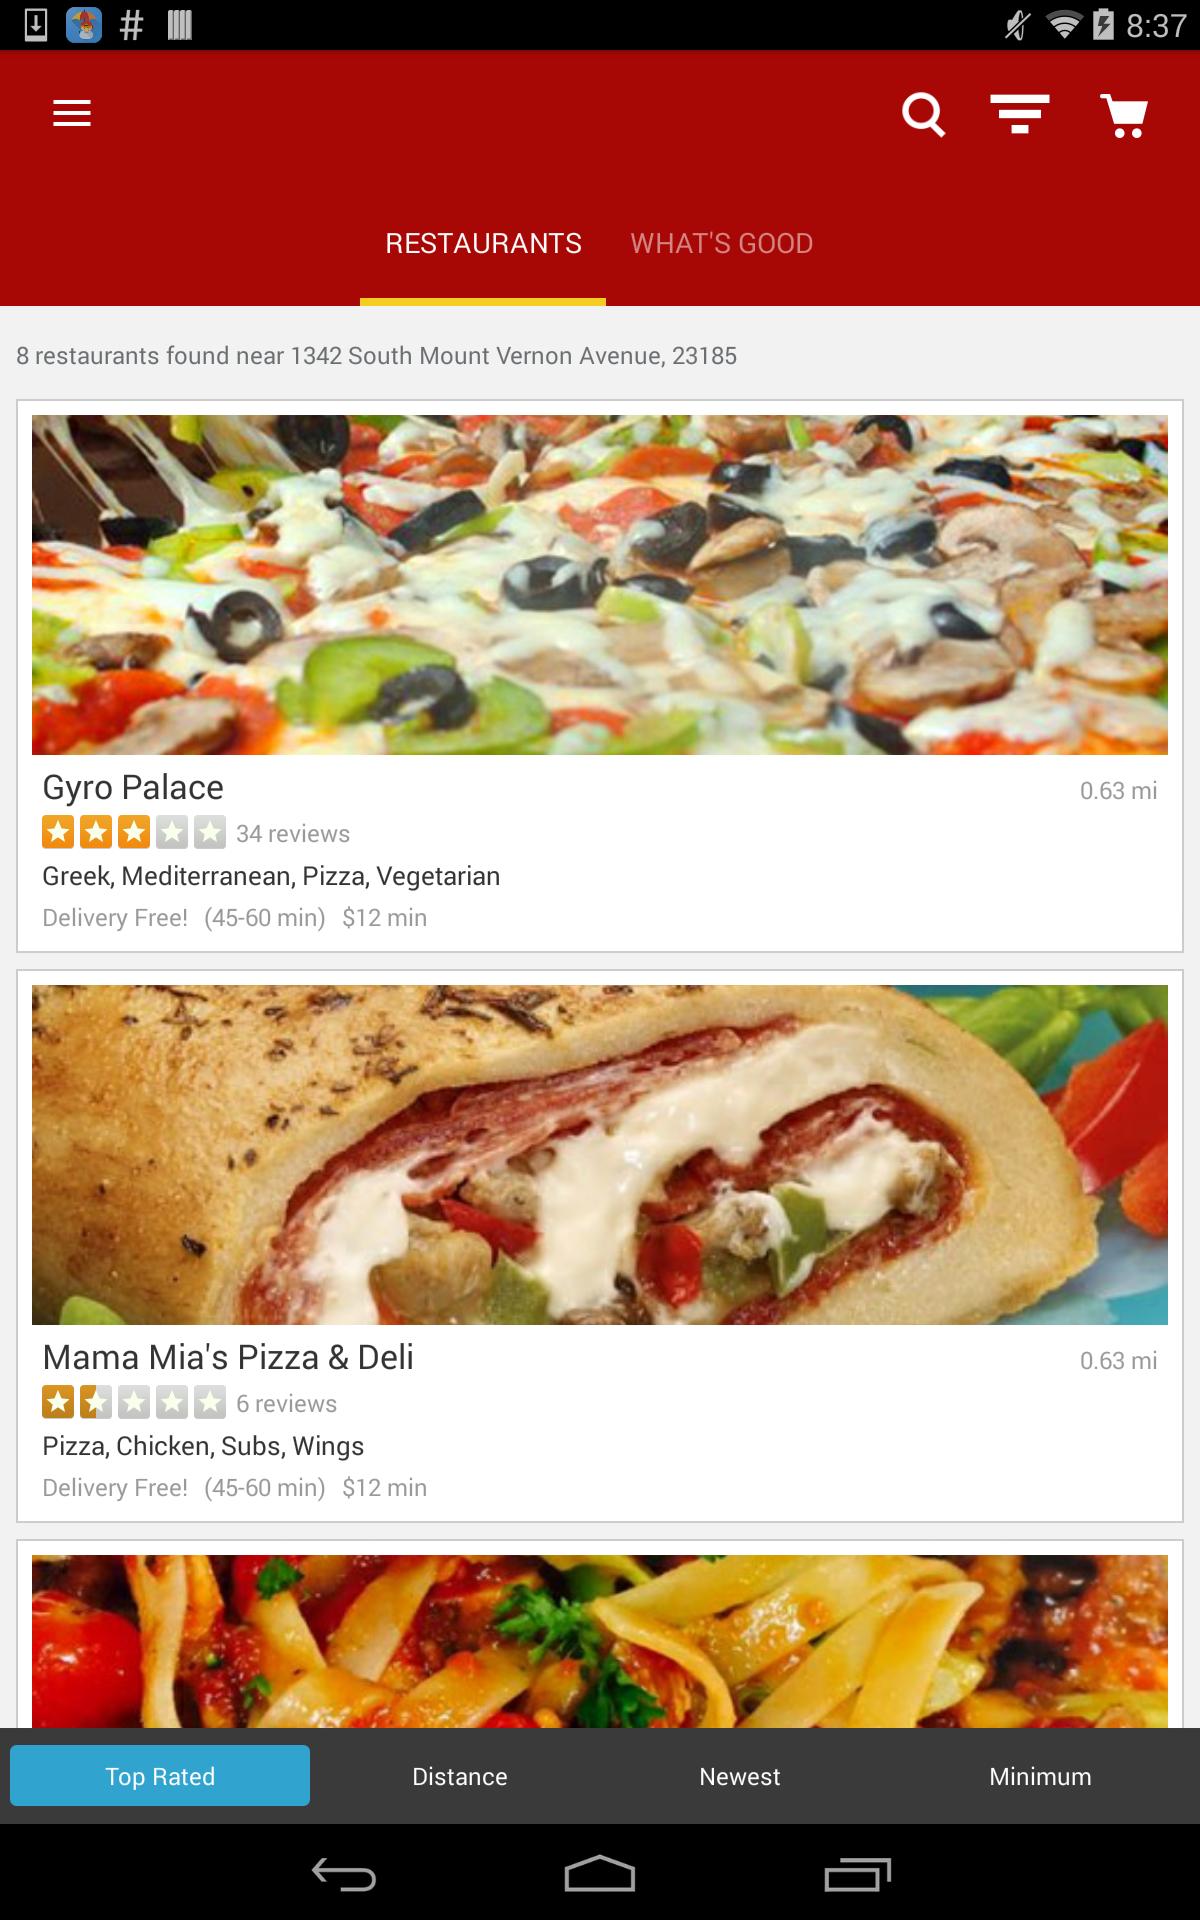 8:37
RESTAURANTS
WHAT'S GOOD
8 restaurants found near 1342 South Mount Vernon Avenue, 23185
Gyro Palace
0.63 mi
34 reviews
Greek, Mediterranean, Pizza, Vegetarian
Delivery Free! (45-60 min) $12 min
Mama Mia's Pizza & Deli
0.63 mi
6 reviews
Pizza, Chicken, Subs, Wings
Delivery Free! (45-60 min) $12 min
Top Rated
Distance
Newest
Minimum